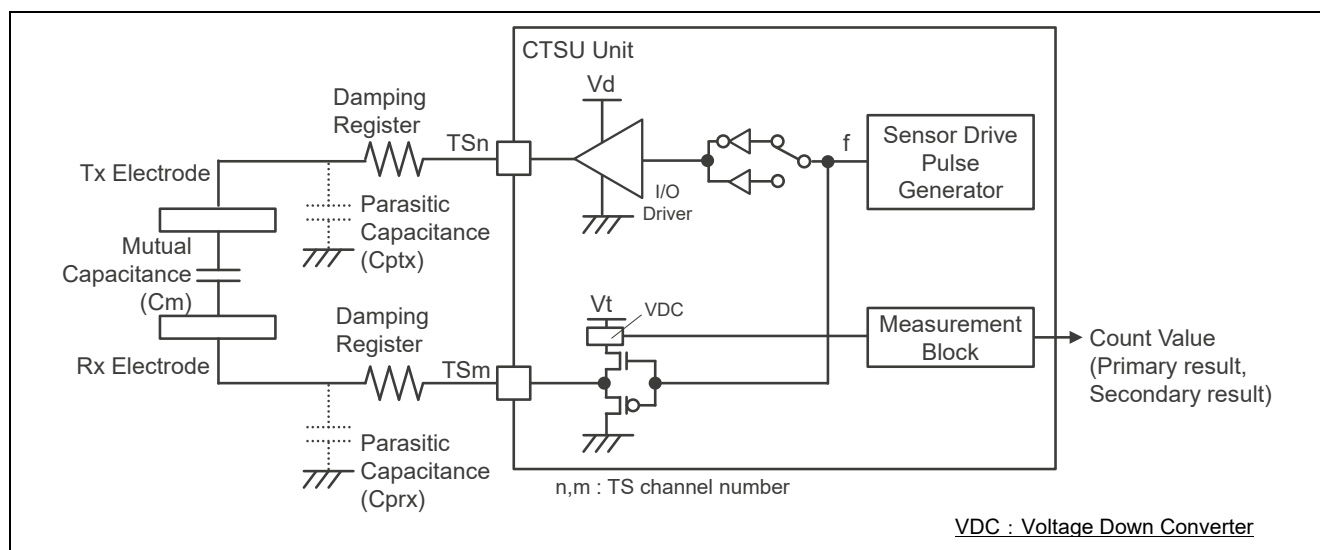 CTSU Unit
Vd
Damping
Register
TSn
f
Sensor Drive
Pulse
Generator
I/O
Driver
Tx Electrode
Parasitic
Capacitance
(Cptx)
Mutual
Capacitance
(Cm)
Vt
VDC
Damping
Register
Measurement
Block
Count Value
(Primary result,
Secondary result)
Rx Electrode
TSm
Parasitic
Capacitance
(Cprx)
n,m : TS channel number
VDC : Voltage Down Converter